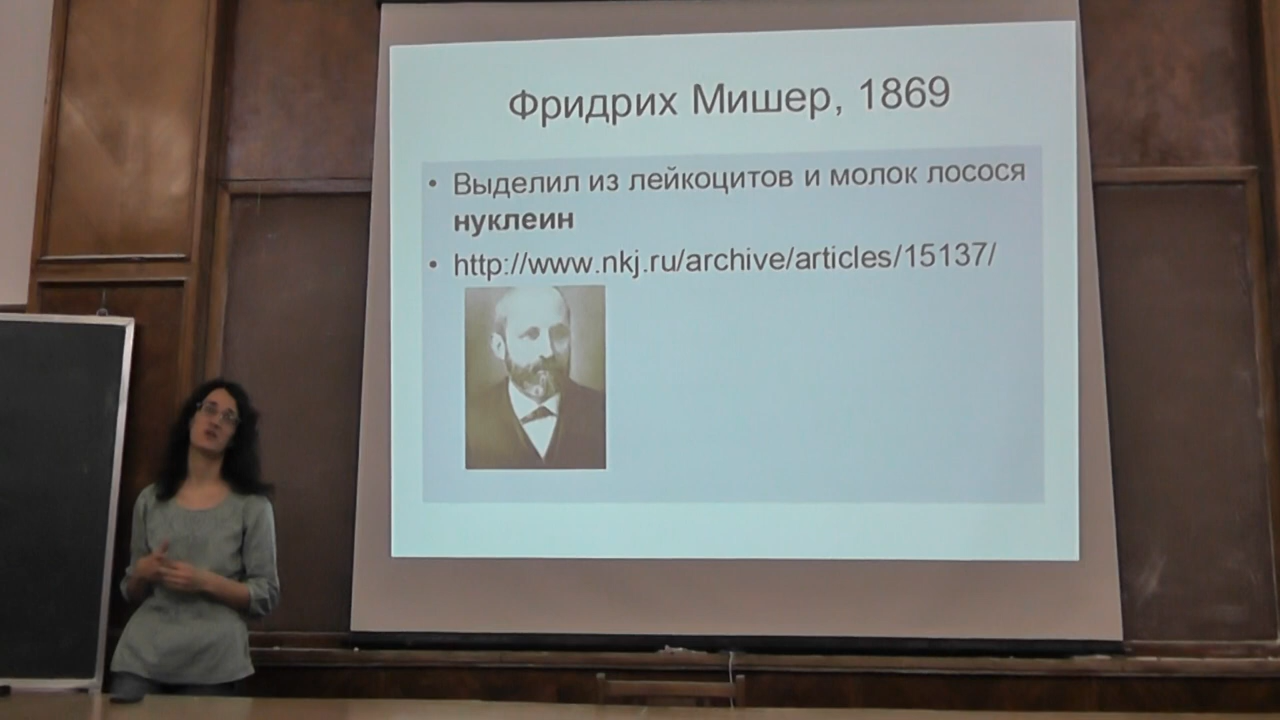 Фридрих Мишер, 1869
• Выделил из лейкоцитов и молок лосося
нуклеин
• http://www.nkj.ru/archive/articles/15137/